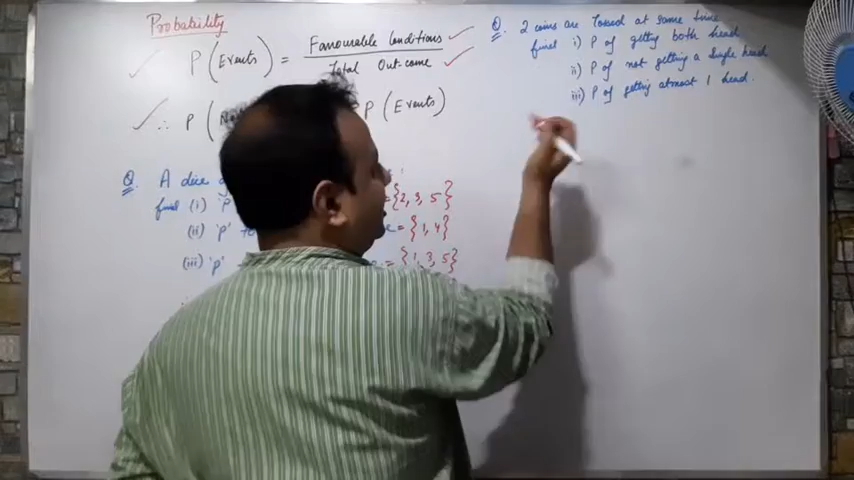 Probability
P (Events) = Favourable Conditions
Total Out come
∴ P ( P (Events)
Q. A dice
find (i) 'P = {2, 3, 5}
(ii) 'P' to = {1, 4}
(iii) 'p' = {1, 3, 5}
Q. 2 coins are Tossed at Same time
find i) P of getting both head
ii) P of not getting a Single head
iii) P of getting atmost 1 head.